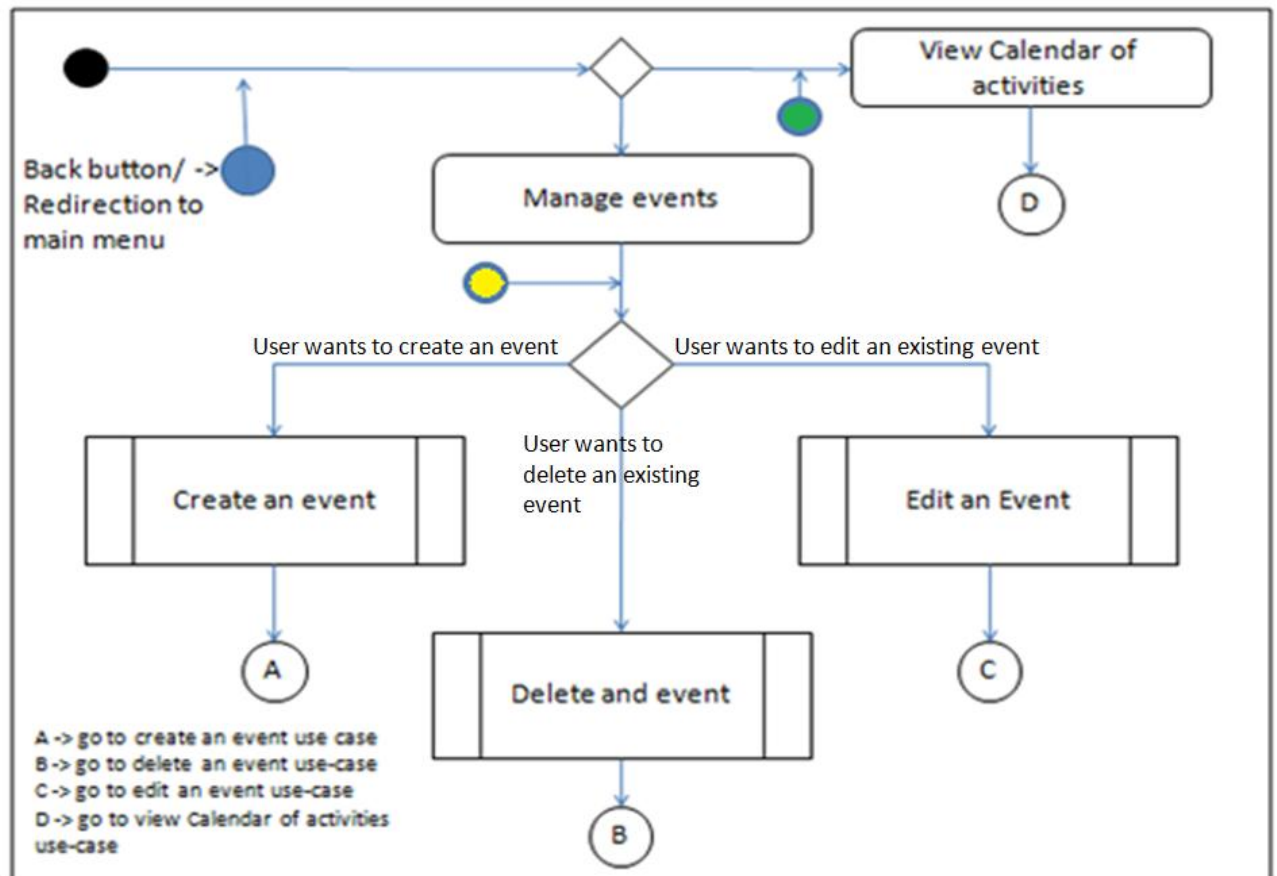 View Calendar of
activities
Back button/ ->
Redirection to
main menu
D
Manage events
User wants to create an event
User wants to edit an existing event
User wants to
delete an existing
event
Create an event
Edit an Event
A
Delete and event
C
A -> go to create an event use case
B -> go to delete an event use-case
C -> go to edit an event use-case
D -> go to view Calendar of activities
use-case
B